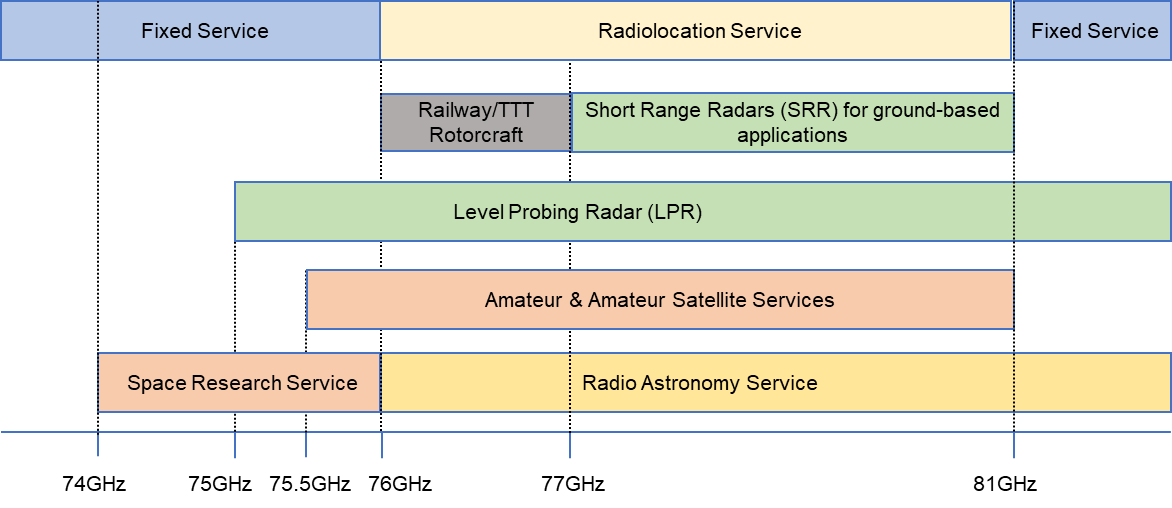 Fixed Service
Radiolocation Service
Fixed Service
Railway/TTT
Rotorcraft
Short Range Radars (SRR) for ground-based
applications
Level Probing Radar (LPR)
Amateur & Amateur Satellite Services
Space Research Service
Radio Astronomy Service
74GHz
75GHz
75.5GHz
76GHz
77GHz
81GHz